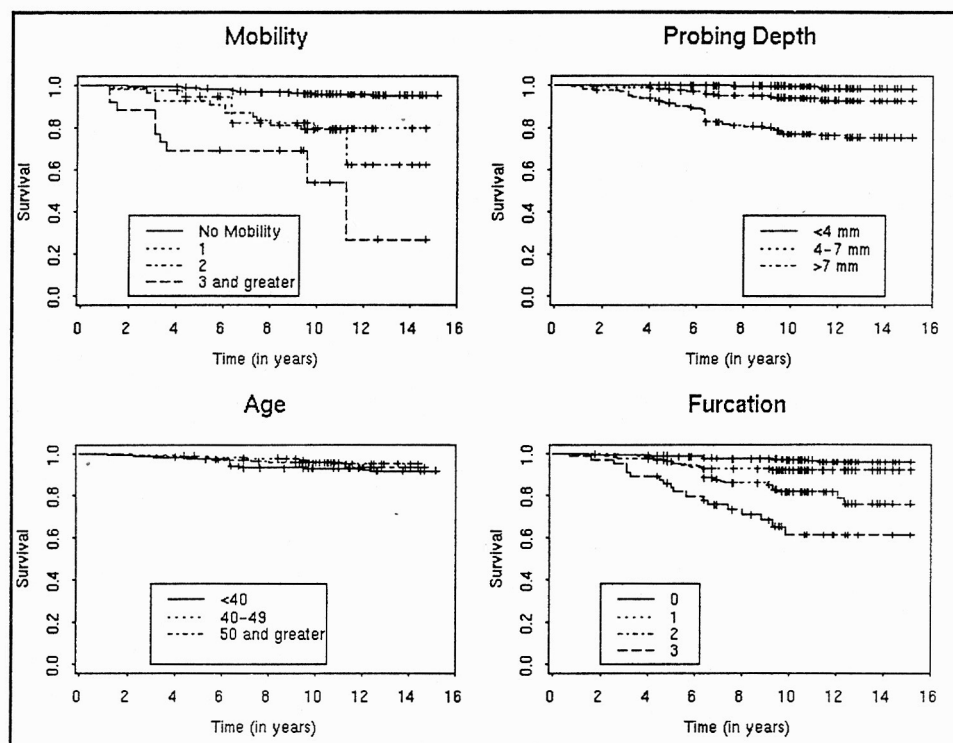 Mobility
Survival
0.0 0.2 0.4 0.6 0.8 1.0
No Mobility
1
2
3 and greater
0 2 4 6 8 10 12 14 16
Time (in years)
Probing Depth
Survival
0.0 0.2 0.4 0.6 0.8 1.0
<4 mm
4-7 mm
>7 mm
0 2 4 6 8 10 12 14 16
Time (in years)
Age
Survival
0.0 0.2 0.4 0.6 0.8 1.0
<40
40-49
50 and greater
0 2 4 6 8 10 12 14 16
Time (in years)
Furcation
Survival
0.0 0.2 0.4 0.6 0.8 1.0
0
1
2
3
0 2 4 6 8 10 12 14 16
Time (in years)